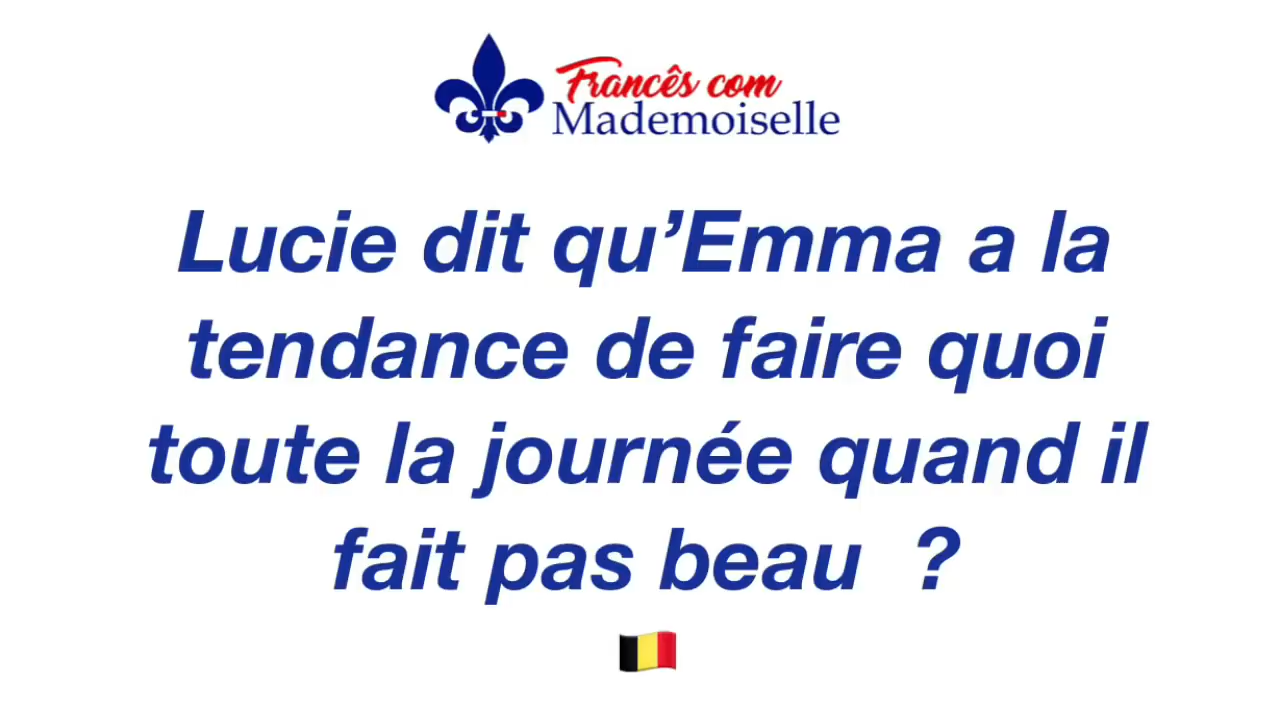 Francês com
Mademoiselle
Lucie dit qu’Emma a la
tendance de faire quoi
toute la journée quand il
fait pas beau  ?